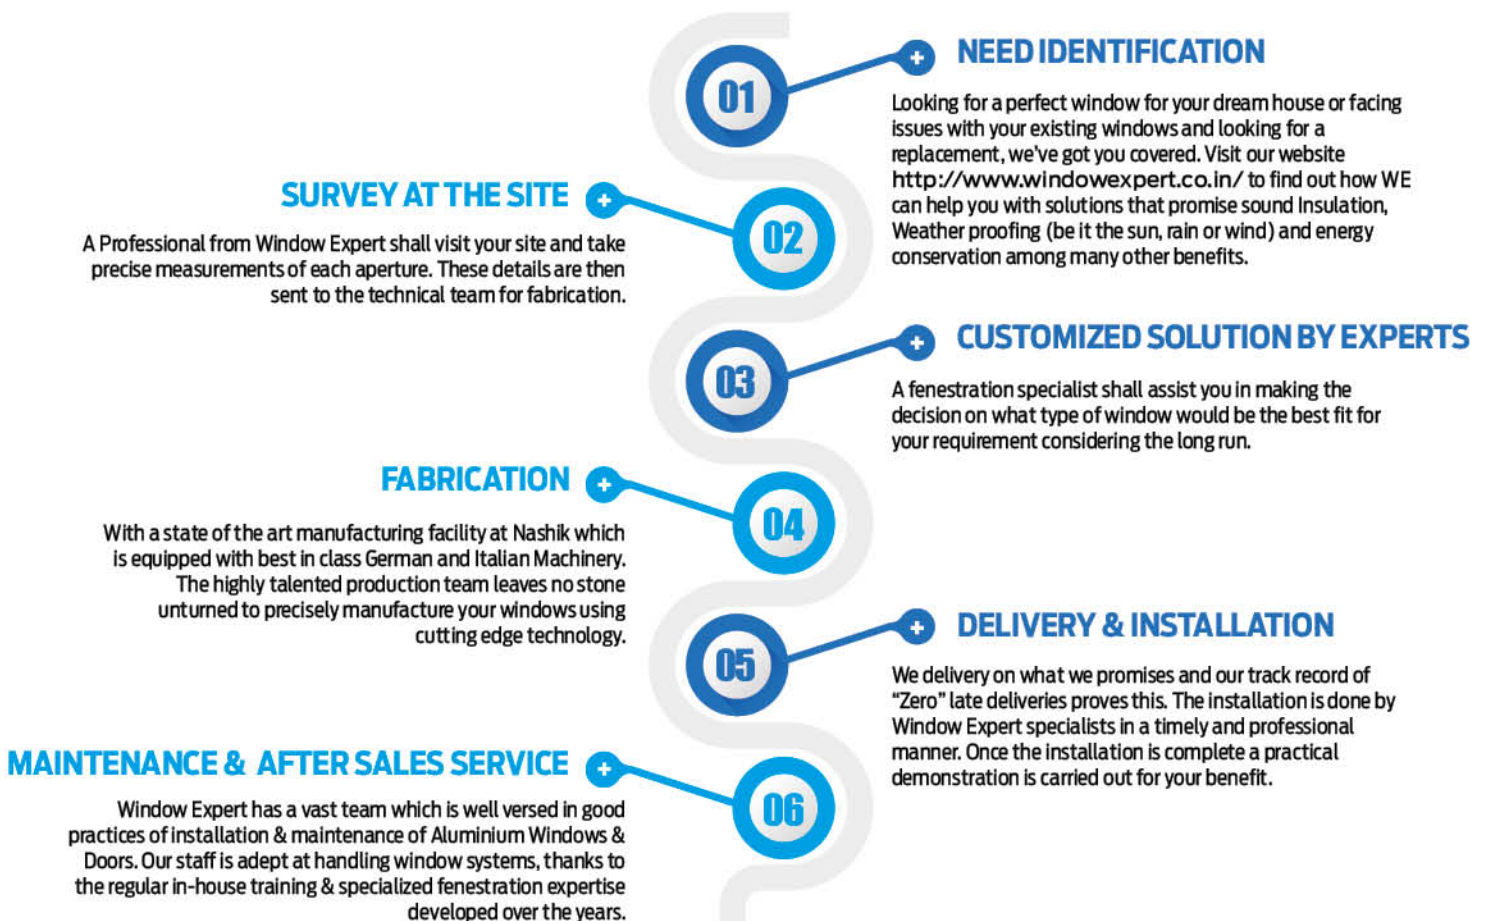 01
NEED IDENTIFICATION
Looking for a perfect window for your dream house or facing
issues with your existing windows and looking for a
replacement, we've got you covered. Visit our website
http://www.windowexpert.co.in/ to find out how WE
can help you with solutions that promise sound Insulation,
Weather proofing (be it the sun, rain or wind) and energy
conservation among many other benefits.
SURVEY AT THE SITE
02
A Professional from Window Expert shall visit your site and take
precise measurements of each aperture. These details are then
sent to the technical team for fabrication.
03
CUSTOMIZED SOLUTION BY EXPERTS
A fenestration specialist shall assist you in making the
decision on what type of window would be the best fit for
your requirement considering the long run.
FABRICATION
04
With a state of the art manufacturing facility at Nashik which
is equipped with best in class German and Italian Machinery.
The highly talented production team leaves no stone
unturned to precisely manufacture your windows using
cutting edge technology.
05
DELIVERY & INSTALLATION
We delivery on what we promises and our track record of
“Zero” late deliveries proves this. The installation is done by
Window Expert specialists in a timely and professional
manner. Once the installation is complete a practical
demonstration is carried out for your benefit.
MAINTENANCE & AFTER SALES SERVICE
06
Window Expert has a vast team which is well versed in good
practices of installation & maintenance of Aluminium Windows &
Doors. Our staff is adept at handling window systems, thanks to
the regular in-house training & specialized fenestration expertise
developed over the years.